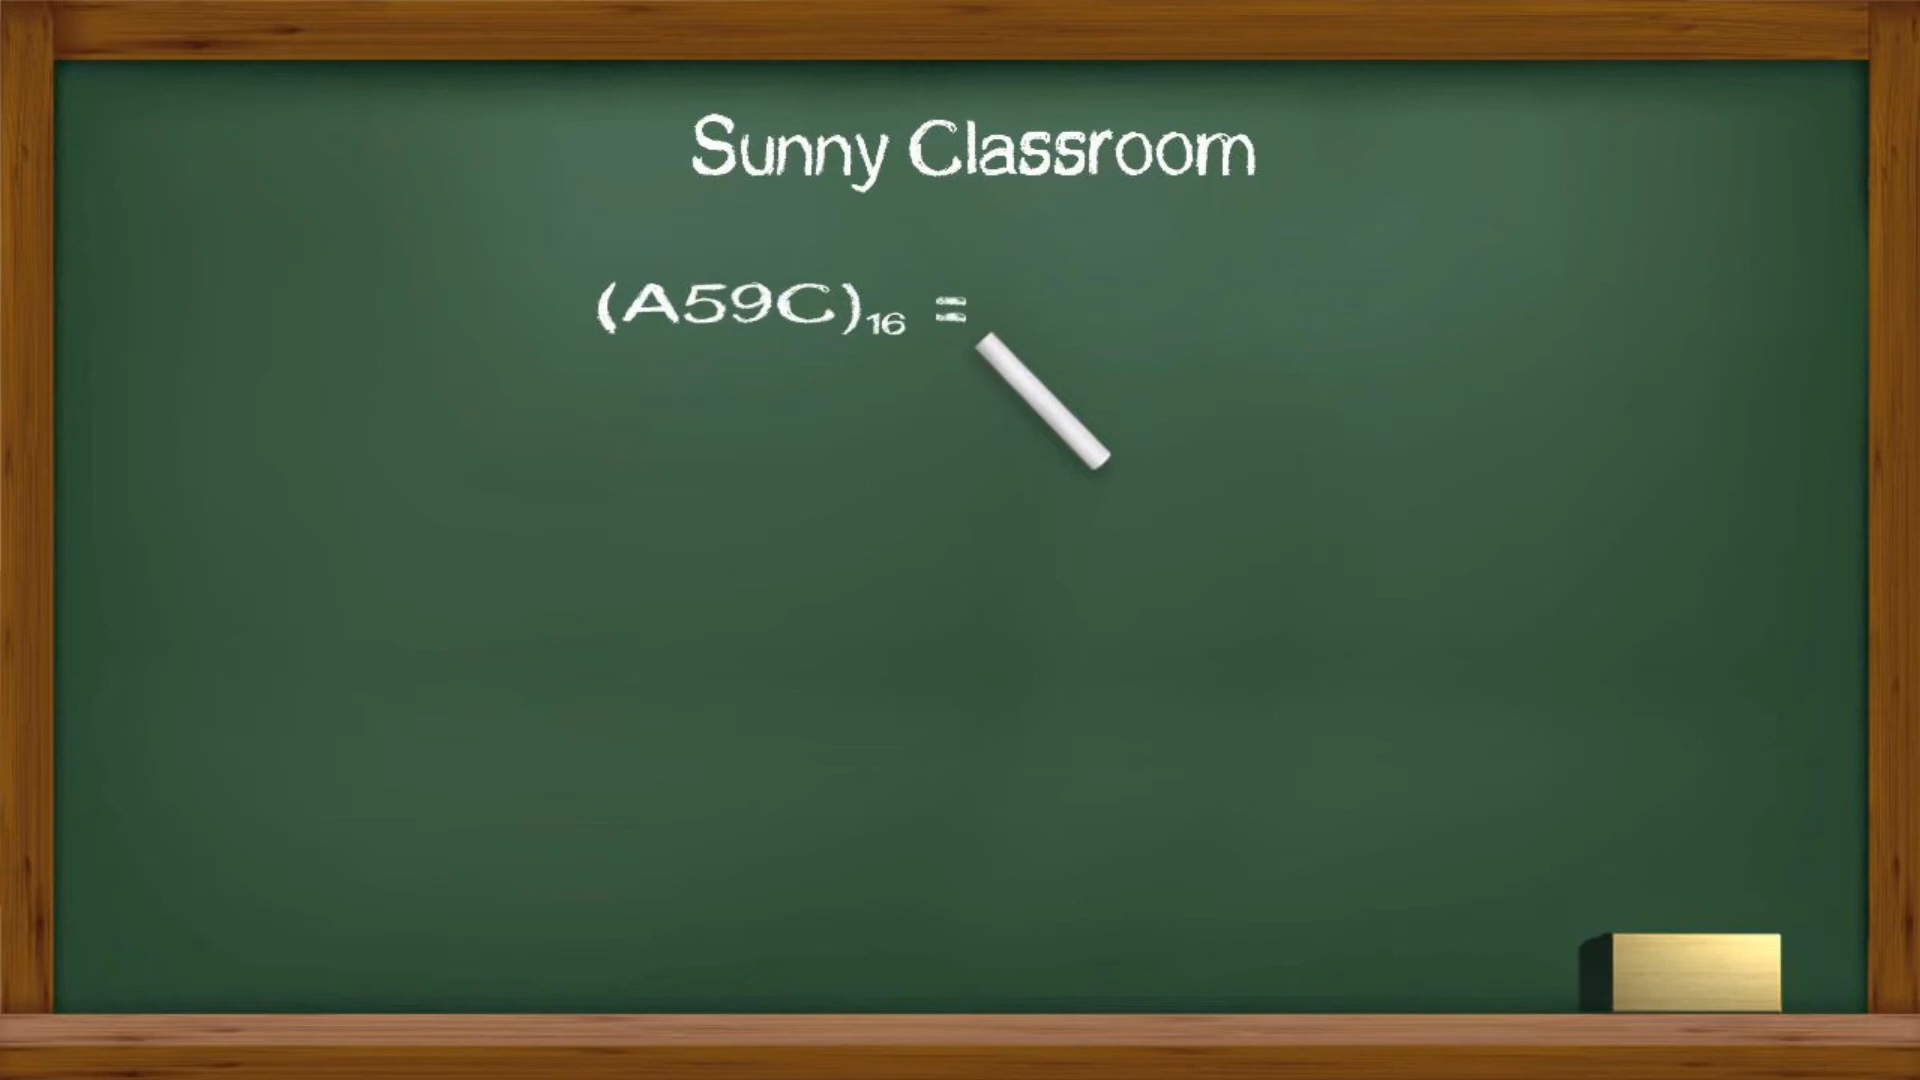 Sunny Classroom
(A59C)₁₆ =